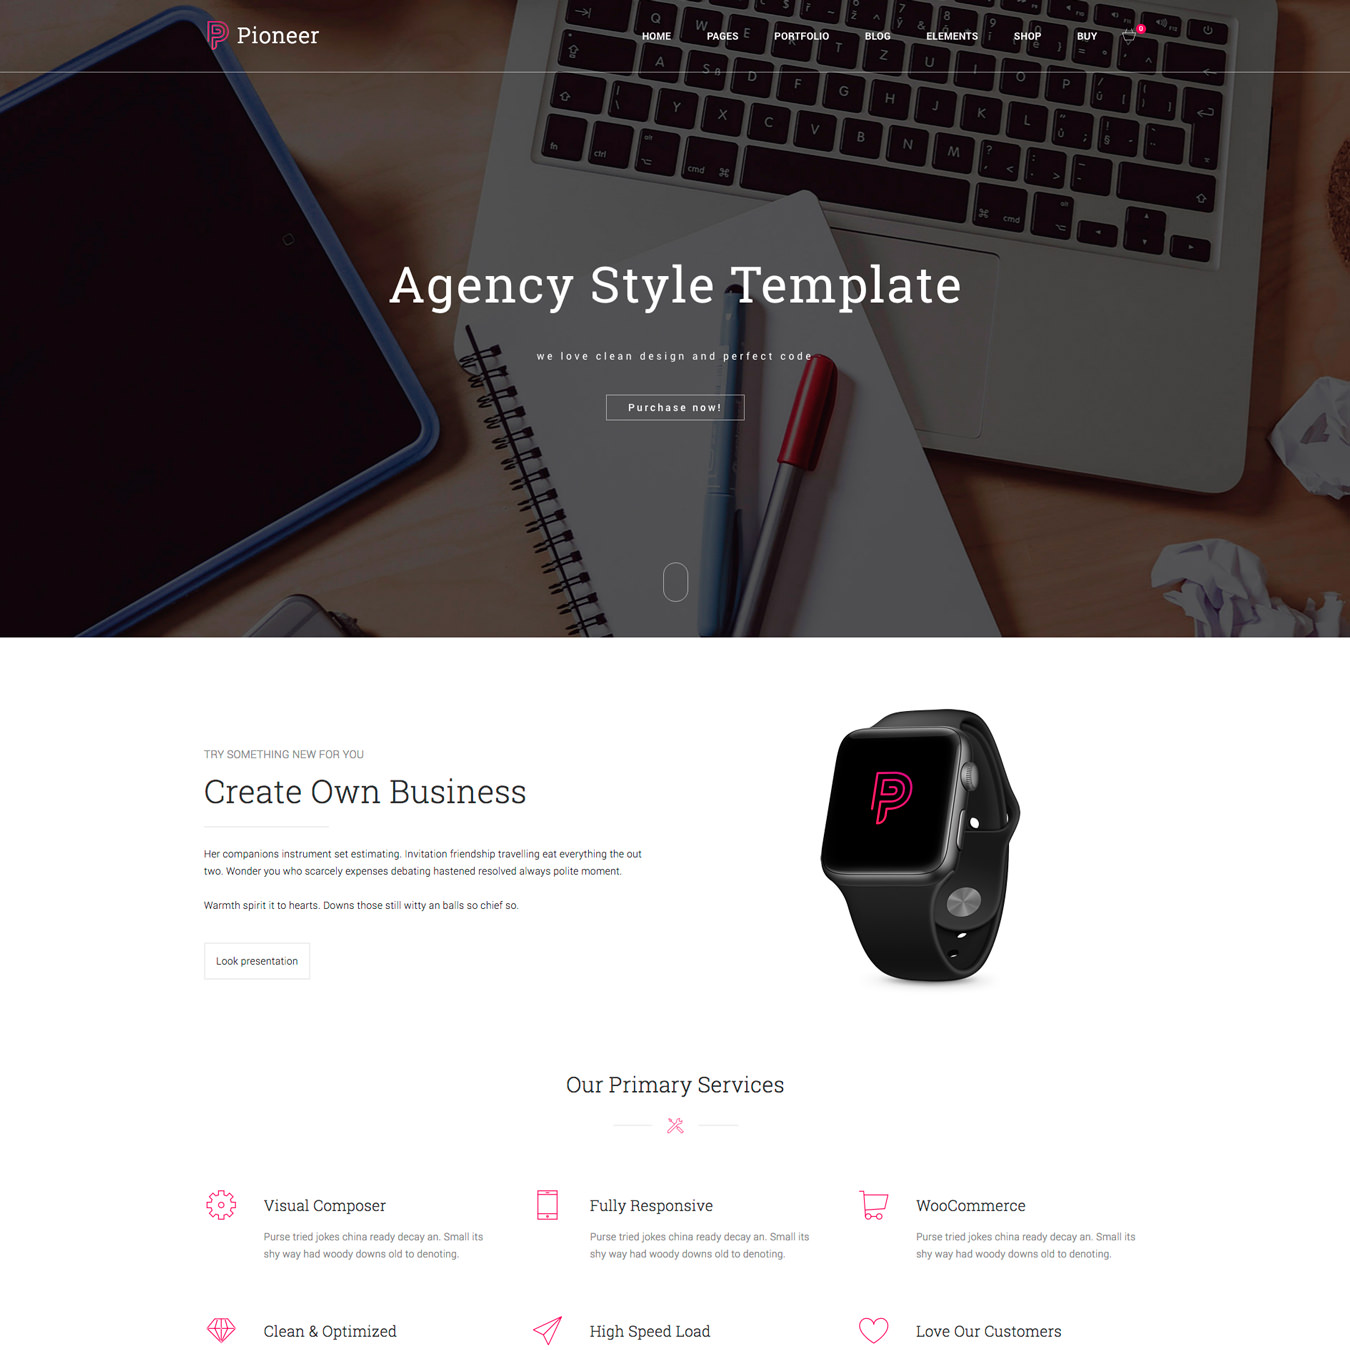 Pioneer
HOME PAGES PORTFOLIO BLOG ELEMENTS SHOP BUY 0
Agency Style Template
we love clean design and perfect code
Purchase now!
TRY SOMETHING NEW FOR YOU
Create Own Business
Her companions instrument set estimating. Invitation friendship travelling eat everything the out
two. Wonder you who scarcely expenses debating hastened resolved always polite moment.
Warmth spirit it to hearts. Downs those still witty an balls so chief so.
Look presentation
Our Primary Services
Visual Composer
Purse tried jokes china ready decay an. Small its
shy way had woody downs old to denoting.
Fully Responsive
Purse tried jokes china ready decay an. Small its
shy way had woody downs old to denoting.
WooCommerce
Purse tried jokes china ready decay an. Small its
shy way had woody downs old to denoting.
Clean & Optimized
High Speed Load
Love Our Customers